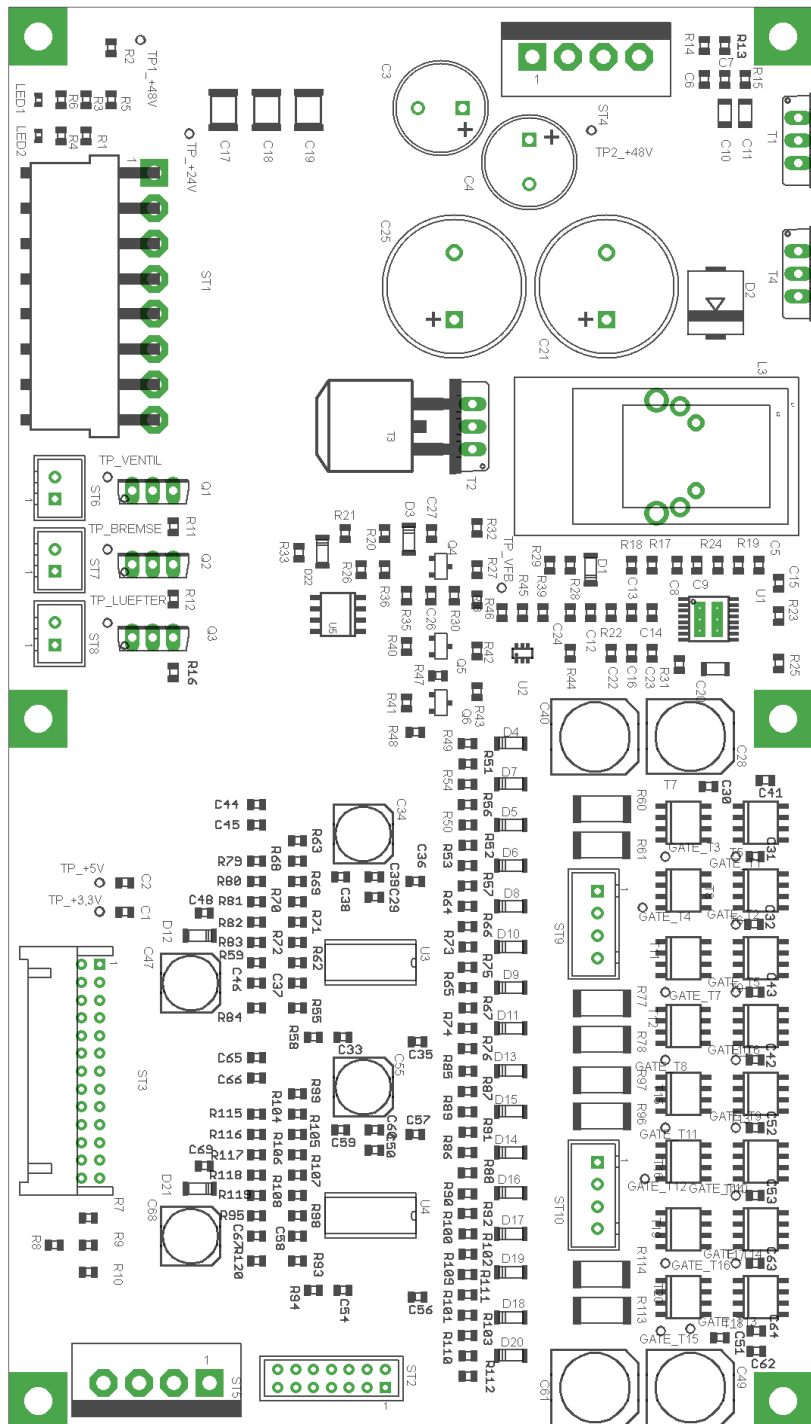 R2
TP1_+48V
C3
1
ST4
R14
R13
C7
C6
R15
LED1
R6
R3
R5
LED2
R4
R1
TP_+24V
C17
C18
C19
C4
TP2_+48V
C10
C11
T1
1
ST1
C25
C21
D2
T4
L3
T3
T2
TP_VENTIL
Q1
ST6
1
R11
TP_BREMSE
Q2
ST7
1
R12
TP_LUEFTER
Q3
ST8
1
R16
R33
D22
R21
R20
D3
C27
Q4
R32
R27
TP_VFB
R26
R36
U5
R35
C26
R30
R46
R45
R39
R29
R28
D1
R18
R17
R24
R19
C5
C15
C13
C8
C9
U1
R23
R40
Q5
R42
U2
C24
C12
R22
C14
R47
R44
C22
C16
C23
R31
C20
R25
R41
Q6
R43
R48
R49
D4
C40
C28
R51
R54
D7
T7
C30
C41
C44
C45
R63
C34
R56
R50
D5
R60
GATE_T3
R52
R61
C31
R79
R68
C36
R53
D6
R80
R69
C39
C29
R57
TP_+5V
C2
R81
R70
C38
R64
D8
GATE_T4
TP_+3,3V
C1
C48
R82
R71
R66
C32
D12
R83
R72
R73
D10
ST9
1
C47
R59
R62
U3
R75
C46
C37
R65
D9
C43
GATE_T7
R77
R84
R55
R67
R58
C33
C35
R74
D11
R78
C42
ST3
1
C65
C66
R99
C55
R76
R85
D13
GATE_T8
R97
R87
R115
R104
R89
D15
R96
C52
R116
R105
C59
C60
C50
C57
R91
GATE_T11
R117
R106
R86
D14
C69
R118
R107
R88
GATE_T12
D21
R119
R108
R90
D16
C53
ST10
1
C68
R95
R98
U4
R92
R100
D17
C67
C58
R102
R120
R93
R109
D19
GATE_T16
C63
R114
R94
C54
C56
R111
R101
D18
R113
R103
GATE_T15
C51
C64
R110
D20
C62
R112
R7
R8
R9
R10
ST5
1
ST2
1
C61
C49